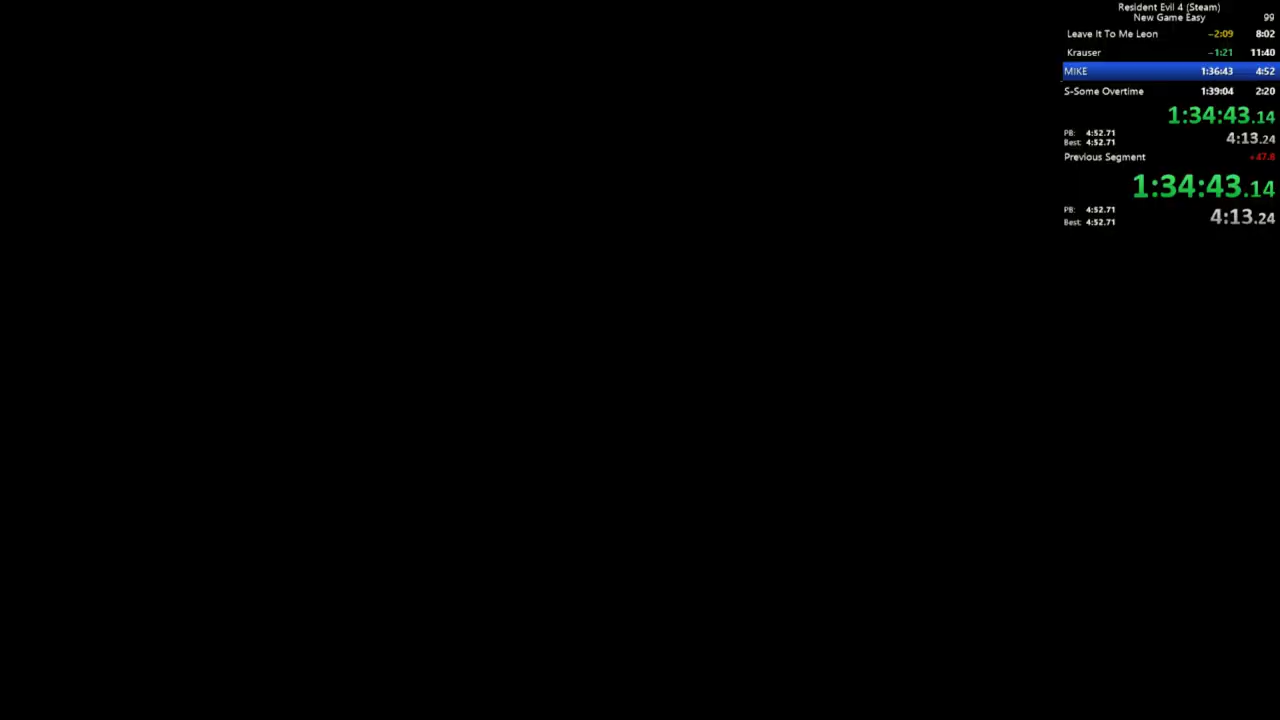 Resident Evil 4 (Steam)
New Game Easy 99
Leave It To Me Leon -2:09 8:02
Krauser -1:21 11:40
MIKE 1:36:43 4:52
S-Some Overtime 1:39:04 2:20
1:34:43.14
PB: 4:52.71
4:13.24
Best: 4:52.71
Previous Segment +47.6
1:34:43.14
PB: 4:52.71
4:13.24
Best: 4:52.71